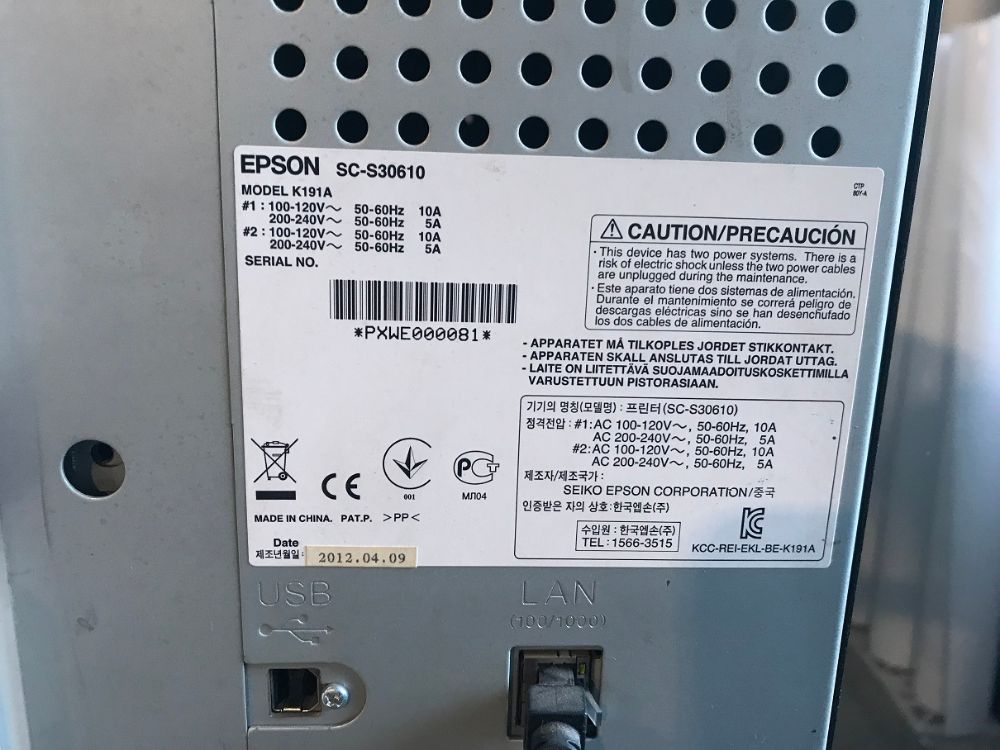 EPSON SC-S30610
MODEL K191A
#1 : 100-120V～ 50-60Hz 10A
200-240V～ 50-60Hz 5A
#2 : 100-120V～ 50-60Hz 10A
200-240V～ 50-60Hz 5A
SERIAL NO.
*PXWE000081*
CTP
80Y-A
CAUTION/PRECAUCIÓN
· This device has two power systems. There is a
risk of electric shock unless the two power cables
are unplugged during the maintenance.
· Este aparato tiene dos sistemas de alimentación.
Durante el mantenimiento se correrá peligro de
descargas eléctricas sino se han desenchufado
los dos cables de alimentación.
- APPARATET MÅ TILKOPLES JORDET STIKKONTAKT.
- APPARATEN SKALL ANSLUTAS TILL JORDAT UTTAG.
- LAITE ON LIITETTÄVÄ SUOJAMAADOITUSKOSKETTIMILLA
VARUSTETTUUN PISTORASIAAN.
기기의 명칭(모델명) : 프린터(SC-S30610)
정격전압 : #1:AC 100-120V～, 50-60Hz, 10A
AC 200-240V～, 50-60Hz, 5A
#2:AC 100-120V～, 50-60Hz, 10A
AC 200-240V～, 50-60Hz, 5A
제조자/제조국가 :
SEIKO EPSON CORPORATION/중국
인증받은 자의 상호:한국엡손(주)
수입원 : 한국엡손(주)
TEL : 1566-3515
KCC-REI-EKL-BE-K191A
CE
001
PCT
МЛ04
MADE IN CHINA. PAT.P. >PP<
Date
제조년월일 : 2012.04.09
USB
LAN
(100/1000)